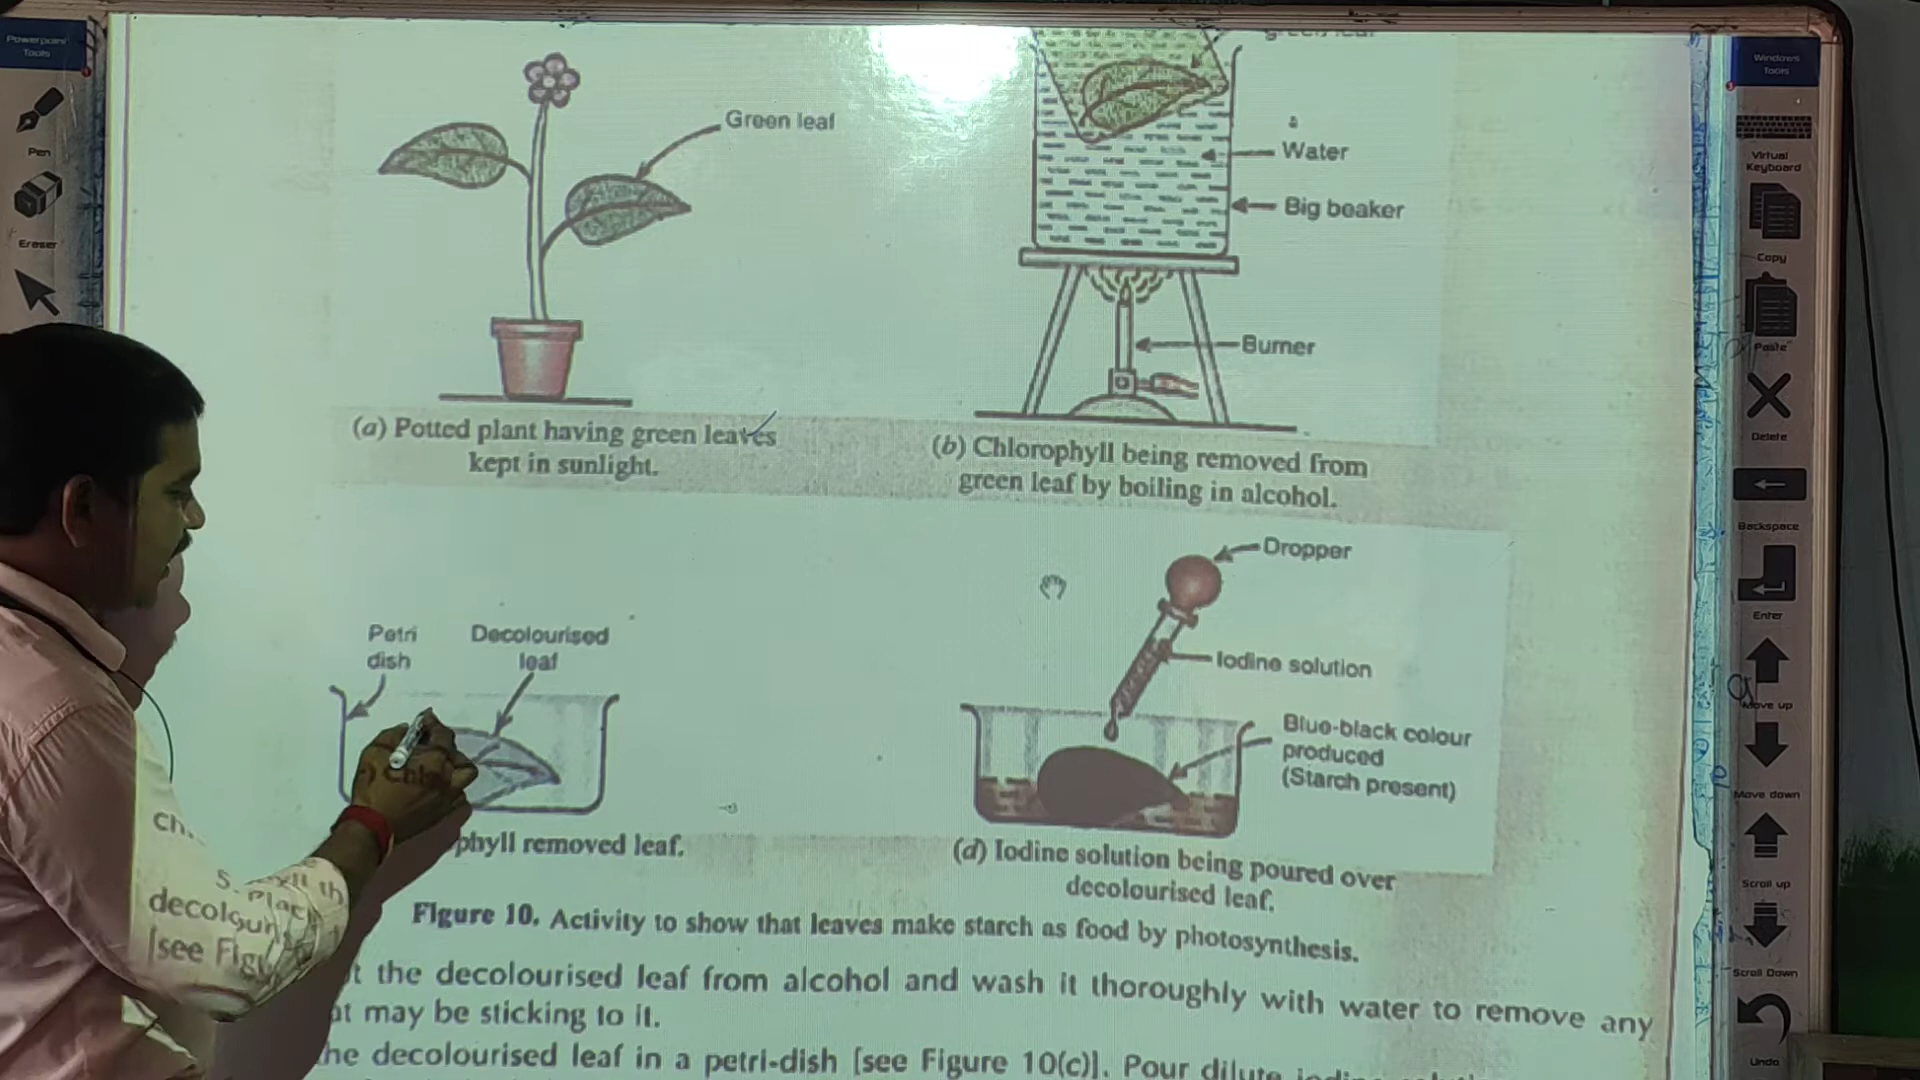 Powerpoint
Tools
Pen
Eraser
Windows
Tools
Virtual
Keyboard
Copy
Paste
Delete
Backspace
Enter
Move up
Move down
Scroll up
Scroll Down
Undo
Green leaf
green leaf
Water
Big beaker
Burner
(a) Potted plant having green leaves
kept in sunlight.
(b) Chlorophyll being removed from
green leaf by boiling in alcohol.
Petri
dish
Decolourised
leaf
phyll removed leaf.
Dropper
Iodine solution
Blue-black colour
produced
(Starch present)
(d) Iodine solution being poured over
decolourised leaf.
Figure 10. Activity to show that leaves make starch as food by photosynthesis.
the decolourised leaf from alcohol and wash it thoroughly with water to remove any
may be sticking to it.
decolourised leaf in a petri-dish [see Figure 10(c)]. Pour dilute